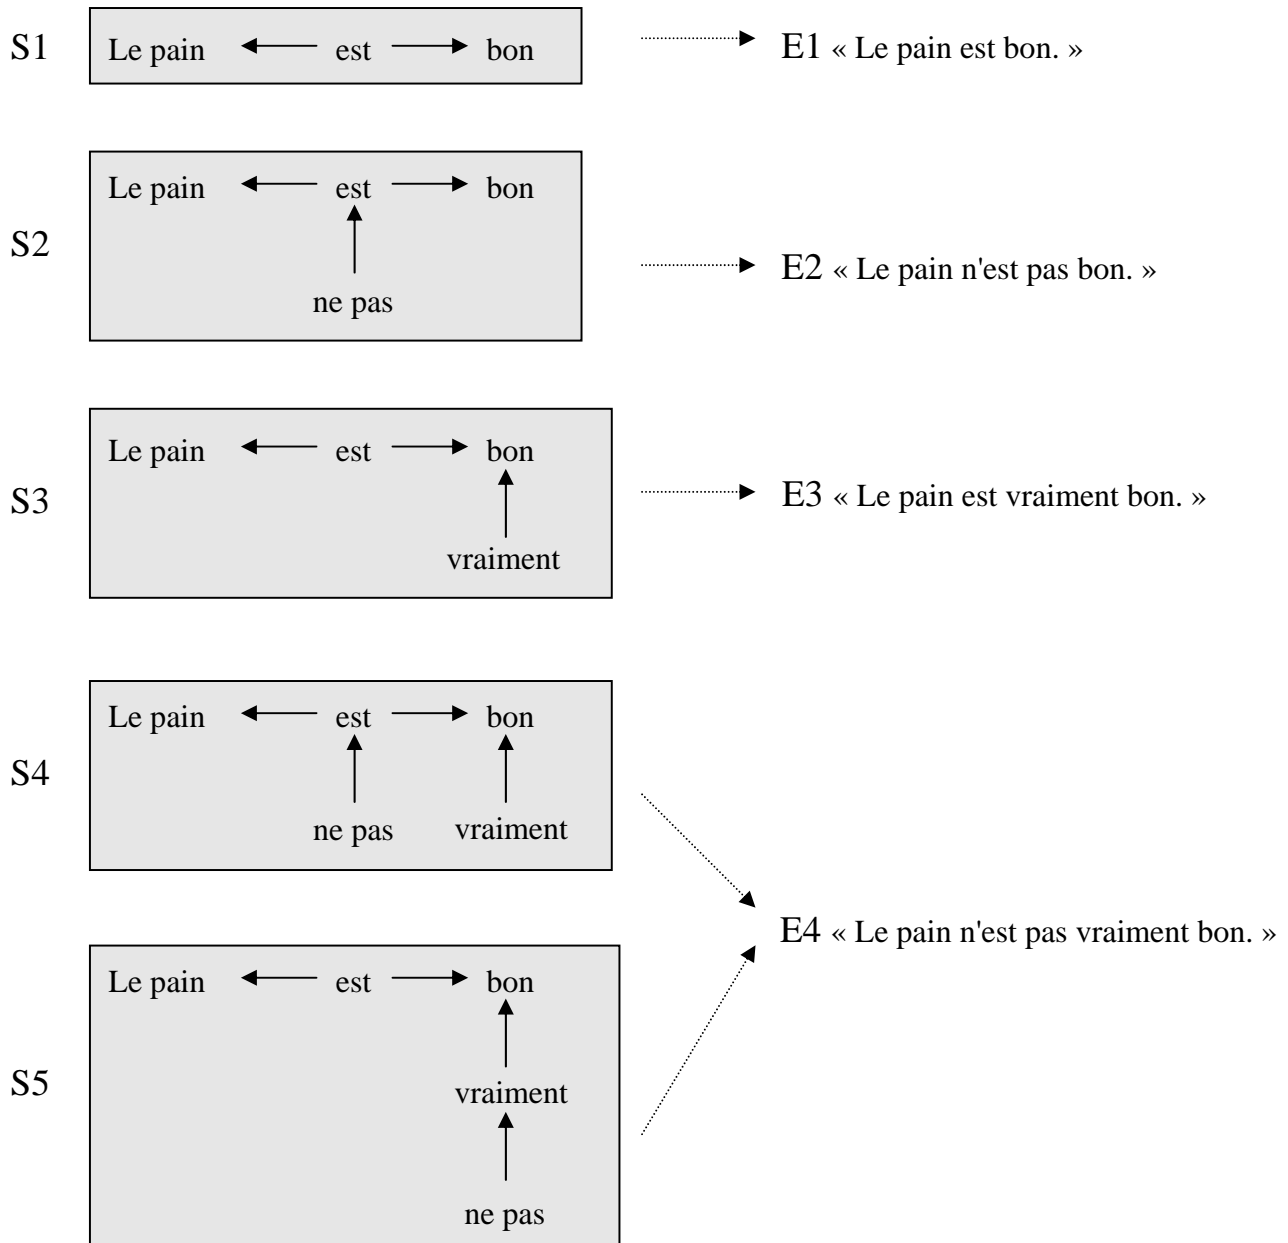 S1 Le pain est bon E1 « Le pain est bon. »
S2 Le pain est bon
ne pas
E2 « Le pain n'est pas bon. »
S3 Le pain est bon
vraiment
E3 « Le pain est vraiment bon. »
S4 Le pain est bon
ne pas vraiment
E4 « Le pain n'est pas vraiment bon. »
S5 Le pain est bon
vraiment
ne pas